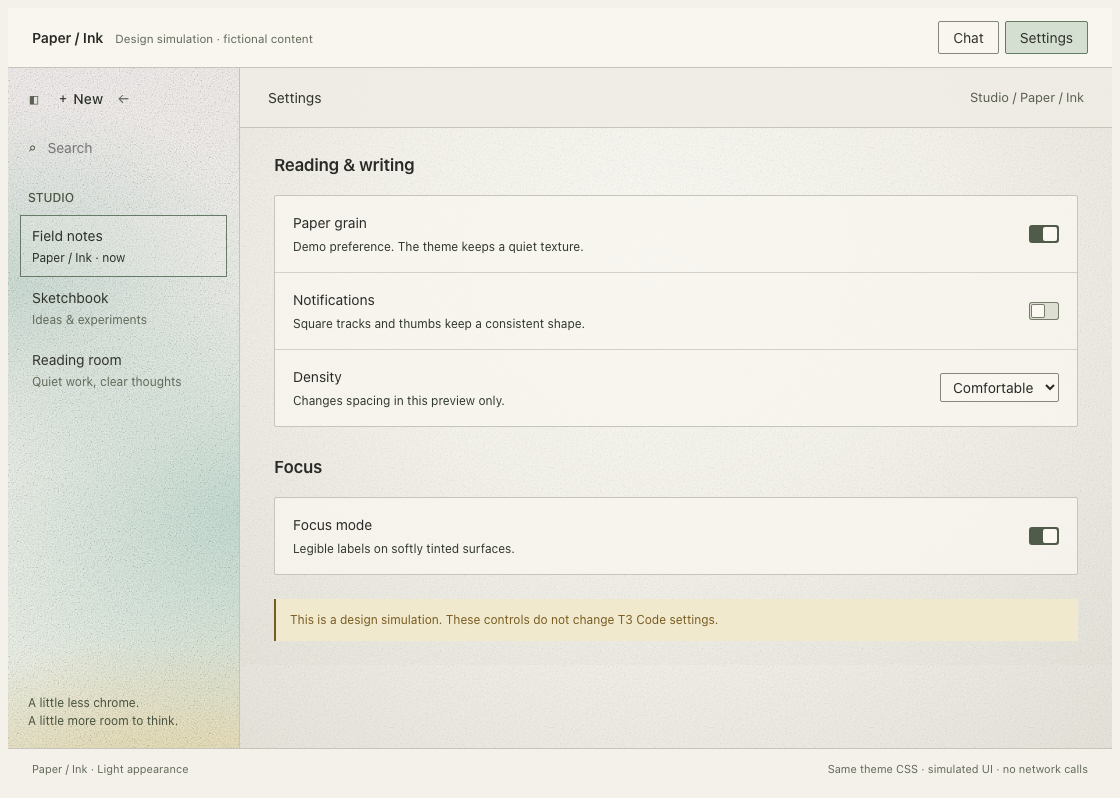 Paper / Ink Design simulation · fictional content
Chat
Settings
+ New ←
Search
STUDIO
Field notes
Paper / Ink · now
Sketchbook
Ideas & experiments
Reading room
Quiet work, clear thoughts
A little less chrome.
A little more room to think.
Settings
Studio / Paper / Ink
Reading & writing
Paper grain
Demo preference. The theme keeps a quiet texture.
Notifications
Square tracks and thumbs keep a consistent shape.
Density
Changes spacing in this preview only.
Comfortable
Focus
Focus mode
Legible labels on softly tinted surfaces.
This is a design simulation. These controls do not change T3 Code settings.
Paper / Ink · Light appearance
Same theme CSS · simulated UI · no network calls